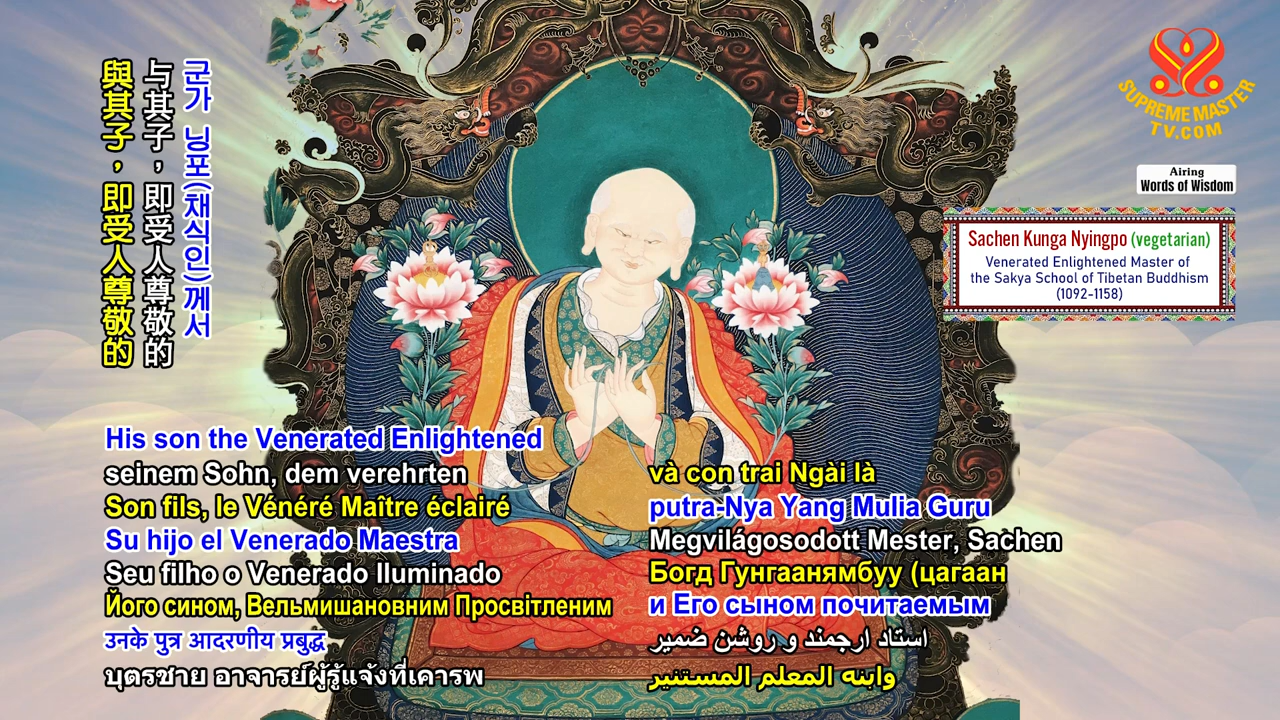 與其子，即受人尊敬的
与其子，即受人尊敬的
군가 닝포(채식인)께서
SUPREME MASTER
TV.COM
Airing
Words of Wisdom
Sachen Kunga Nyingpo (vegetarian)
Venerated Enlightened Master of
the Sakya School of Tibetan Buddhism
(1092-1158)
His son the Venerated Enlightened
seinem Sohn, dem verehrten
Son fils, le Vénéré Maître éclairé
Su hijo el Venerado Maestra
Seu filho o Venerado Iluminado
Його сином, Вельмишановним Просвітленим
उनके पुत्र आदरणीय प्रबुद्ध
บุตรชาย อาจารย์ผู้รู้แจ้งที่เคารพ
và con trai Ngài là
putra-Nya Yang Mulia Guru
Megvilágosodott Mester, Sachen
Богд Гунгаанямбуу (цагаан
и Его сыном почитаемым
استاد ارجمند و روشن ضمیر
وابنه المعلم المستنير